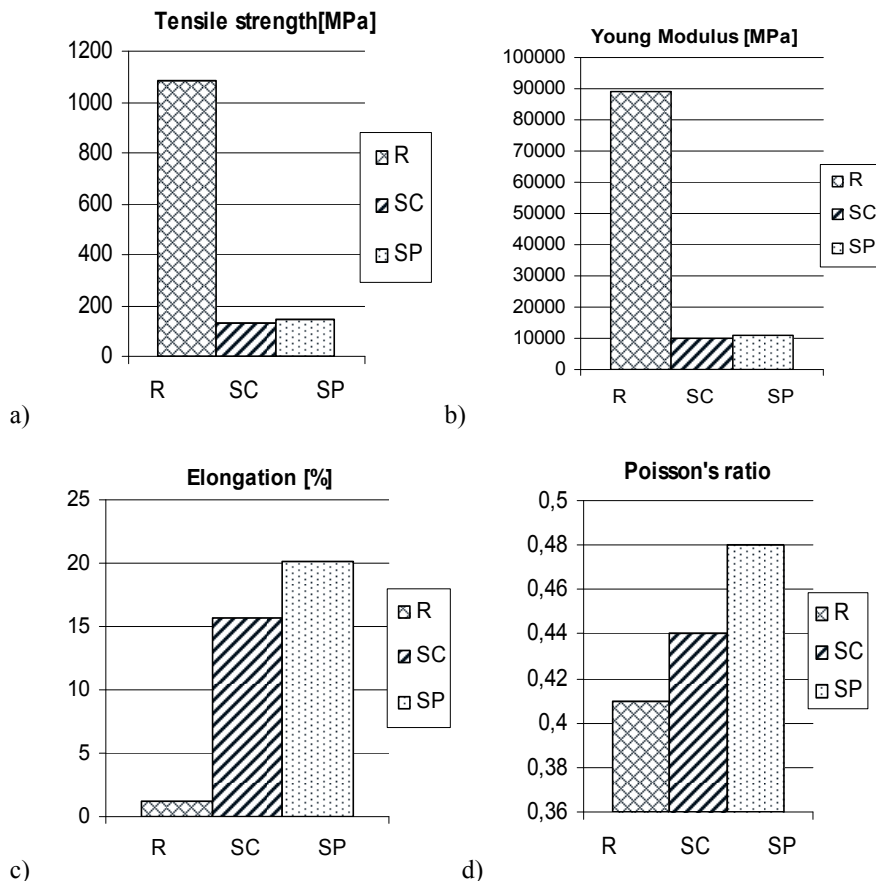 Tensile strength[MPa]
1200
1000
800
600
400
200
0
R SC SP
R
SC
SP
a)
Young Modulus [MPa]
100000
90000
80000
70000
60000
50000
40000
30000
20000
10000
0
R SC SP
R
SC
SP
b)
Elongation [%]
25
20
15
10
5
0
R SC SP
R
SC
SP
c)
Poisson's ratio
0,5
0,48
0,46
0,44
0,42
0,4
0,38
0,36
R SC SP
R
SC
SP
d)